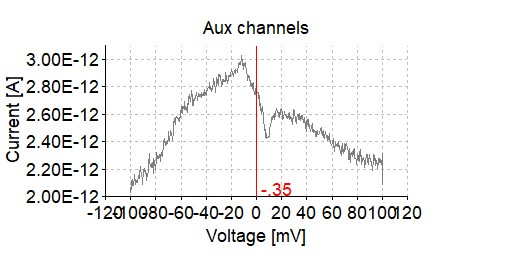 Aux channels
Current [A]
3.00E-12
2.80E-12
2.60E-12
2.40E-12
2.20E-12
2.00E-12
-.35
-120-100-80 -60 -40 -20 0 20 40 60 80 100 120
Voltage [mV]